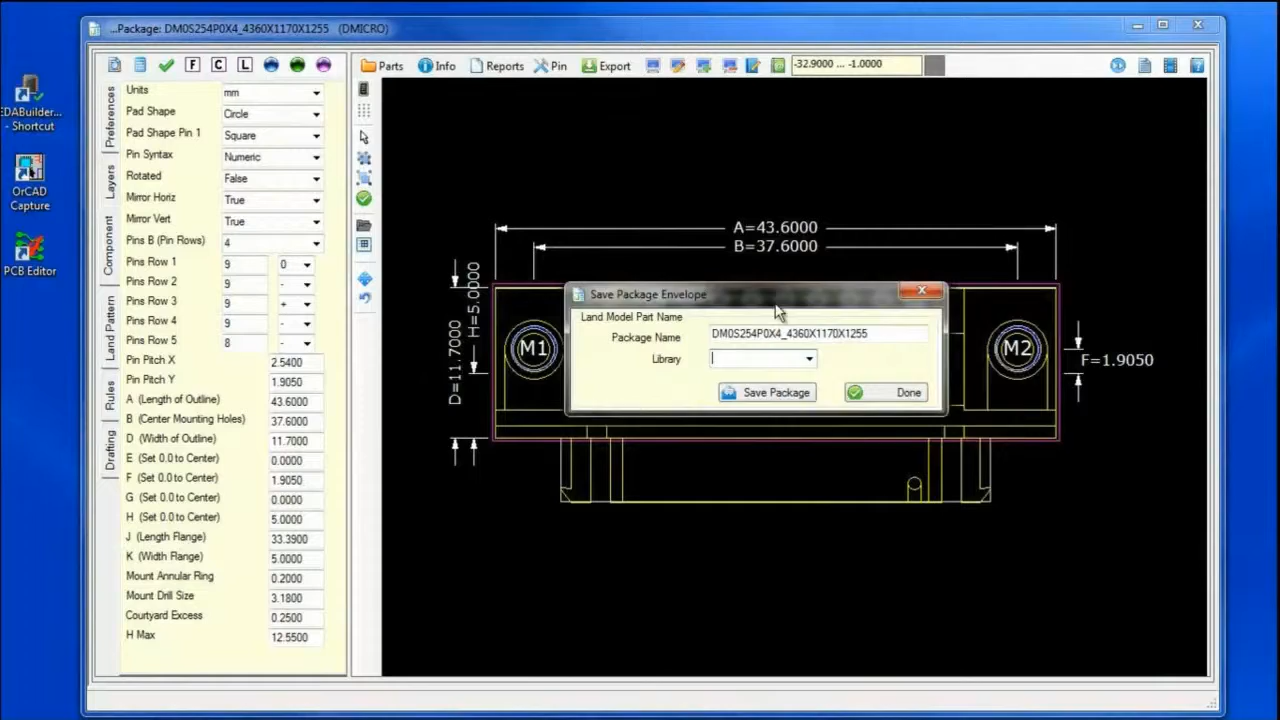 ...Package: DM0S254P0X4_4360X1170X1255 (DMICRO)
F C L
Parts Info Reports Pin Export -32.9000 ... -1.0000
Preferences
Layers
Component
Land Pattern
Rules
Drafting
Units mm
Pad Shape Circle
Pad Shape Pin 1 Square
Pin Syntax Numeric
Rotated False
Mirror Horiz True
Mirror Vert True
Pins B (Pin Rows) 4
Pins Row 1 9 0
Pins Row 2 9 -
Pins Row 3 9 +
Pins Row 4 9 -
Pins Row 5 8 -
Pin Pitch X 2.5400
Pin Pitch Y 1.9050
A (Length of Outline) 43.6000
B (Center Mounting Holes) 37.6000
D (Width of Outline) 11.7000
E (Set 0.0 to Center) 0.0000
F (Set 0.0 to Center) 1.9050
G (Set 0.0 to Center) 0.0000
H (Set 0.0 to Center) 5.0000
J (Length Flange) 33.3900
K (Width Flange) 5.0000
Mount Annular Ring 0.2000
Mount Drill Size 3.1800
Courtyard Excess 0.2500
H Max 12.5500
A=43.6000
B=37.6000
D=11.7000
H=5.0000
M1
M2
F=1.9050
Save Package Envelope
Land Model Part Name
Package Name DM0S254P0X4_4360X1170X1255
Library
Save Package Done
EDABuilder...
- Shortcut
OrCAD
Capture
PCB Editor